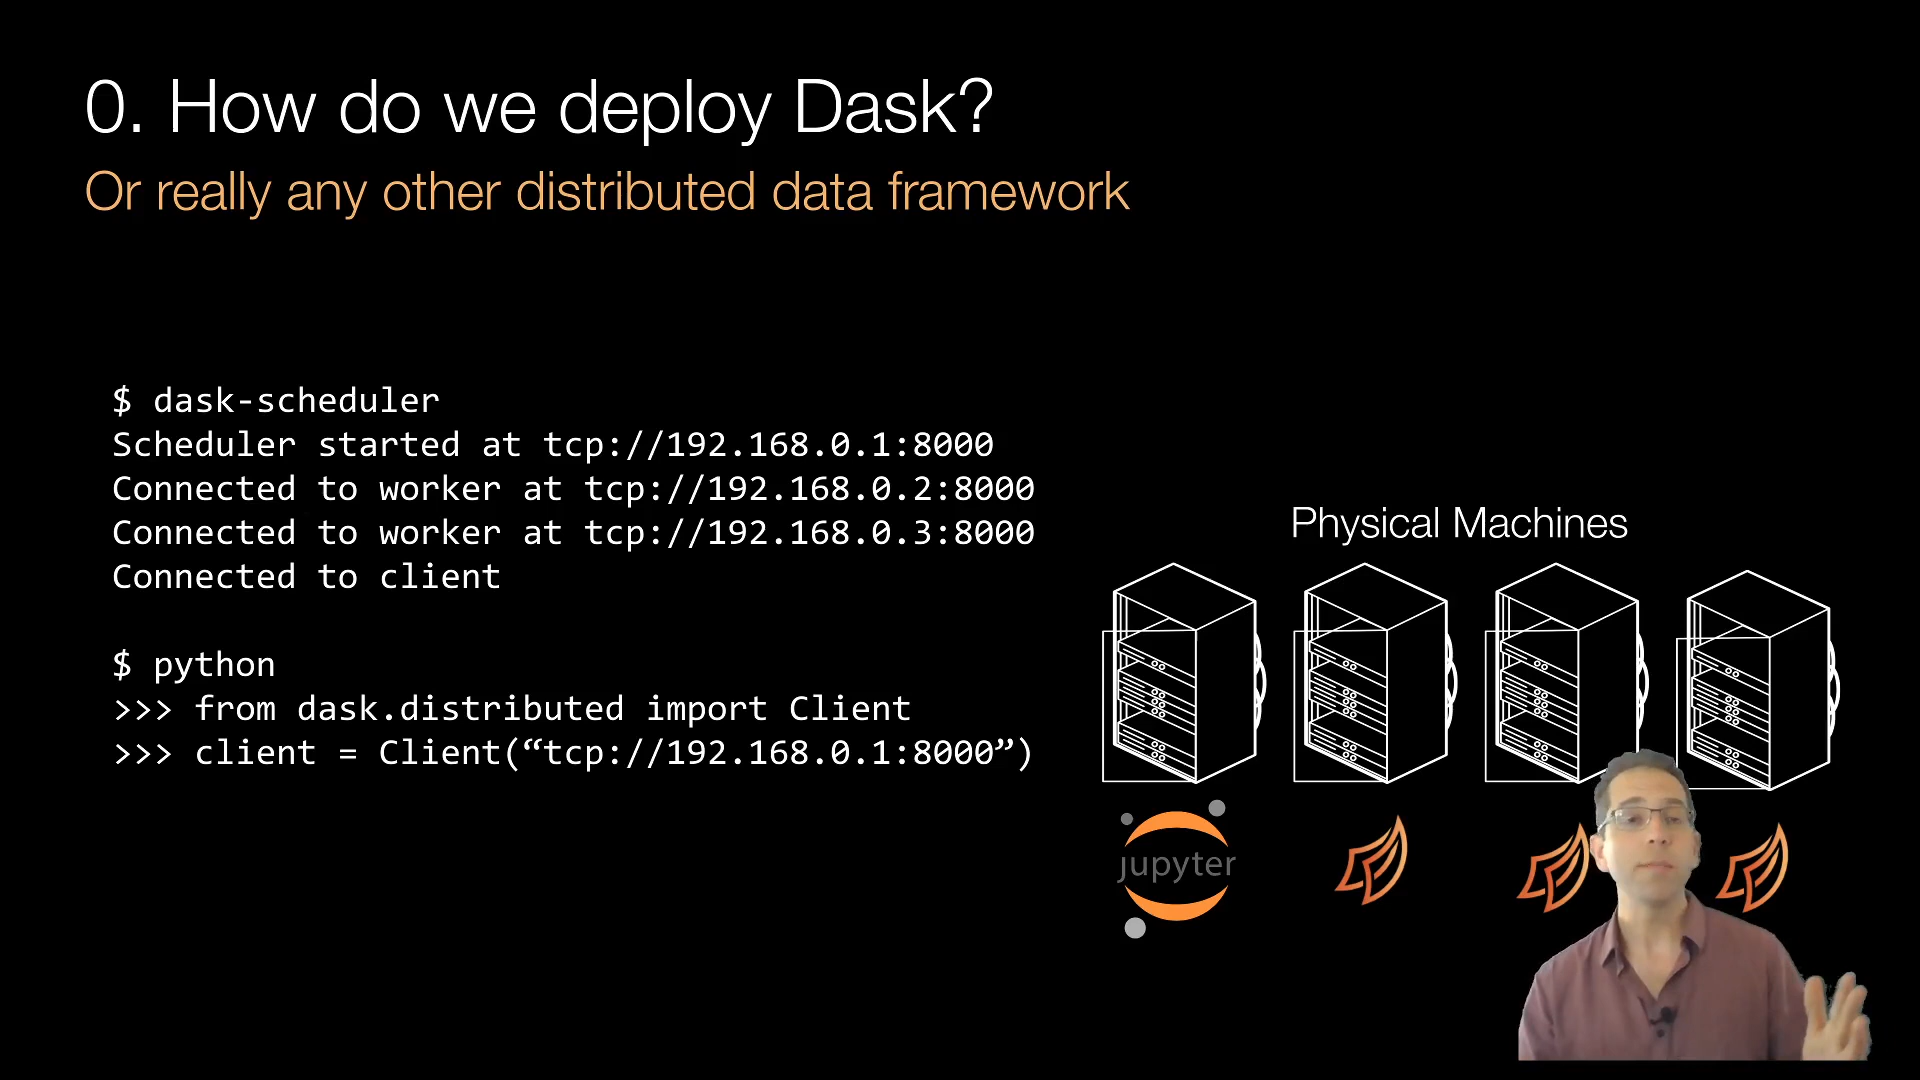 0. How do we deploy Dask?
Or really any other distributed data framework
$ dask-scheduler
Scheduler started at tcp://192.168.0.1:8000
Connected to worker at tcp://192.168.0.2:8000
Connected to worker at tcp://192.168.0.3:8000
Connected to client
$ python
>>> from dask.distributed import Client
>>> client = Client(“tcp://192.168.0.1:8000”)
Physical Machines
jupyter